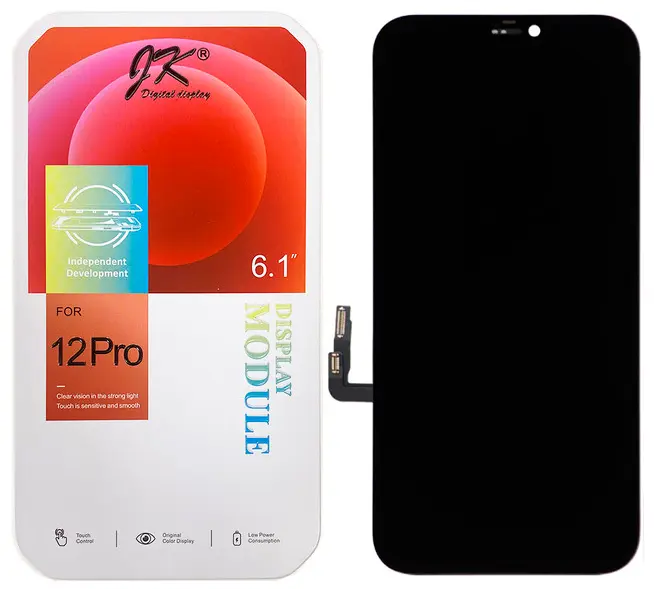 JK®
Digital display
Independent
Development
6.1"
FOR
12Pro
Clear vision in the strong light
Touch is sensitive and smooth
DISPLAY
MODULE
Touch
Control
Original
Color Display
Low Power
Consumption